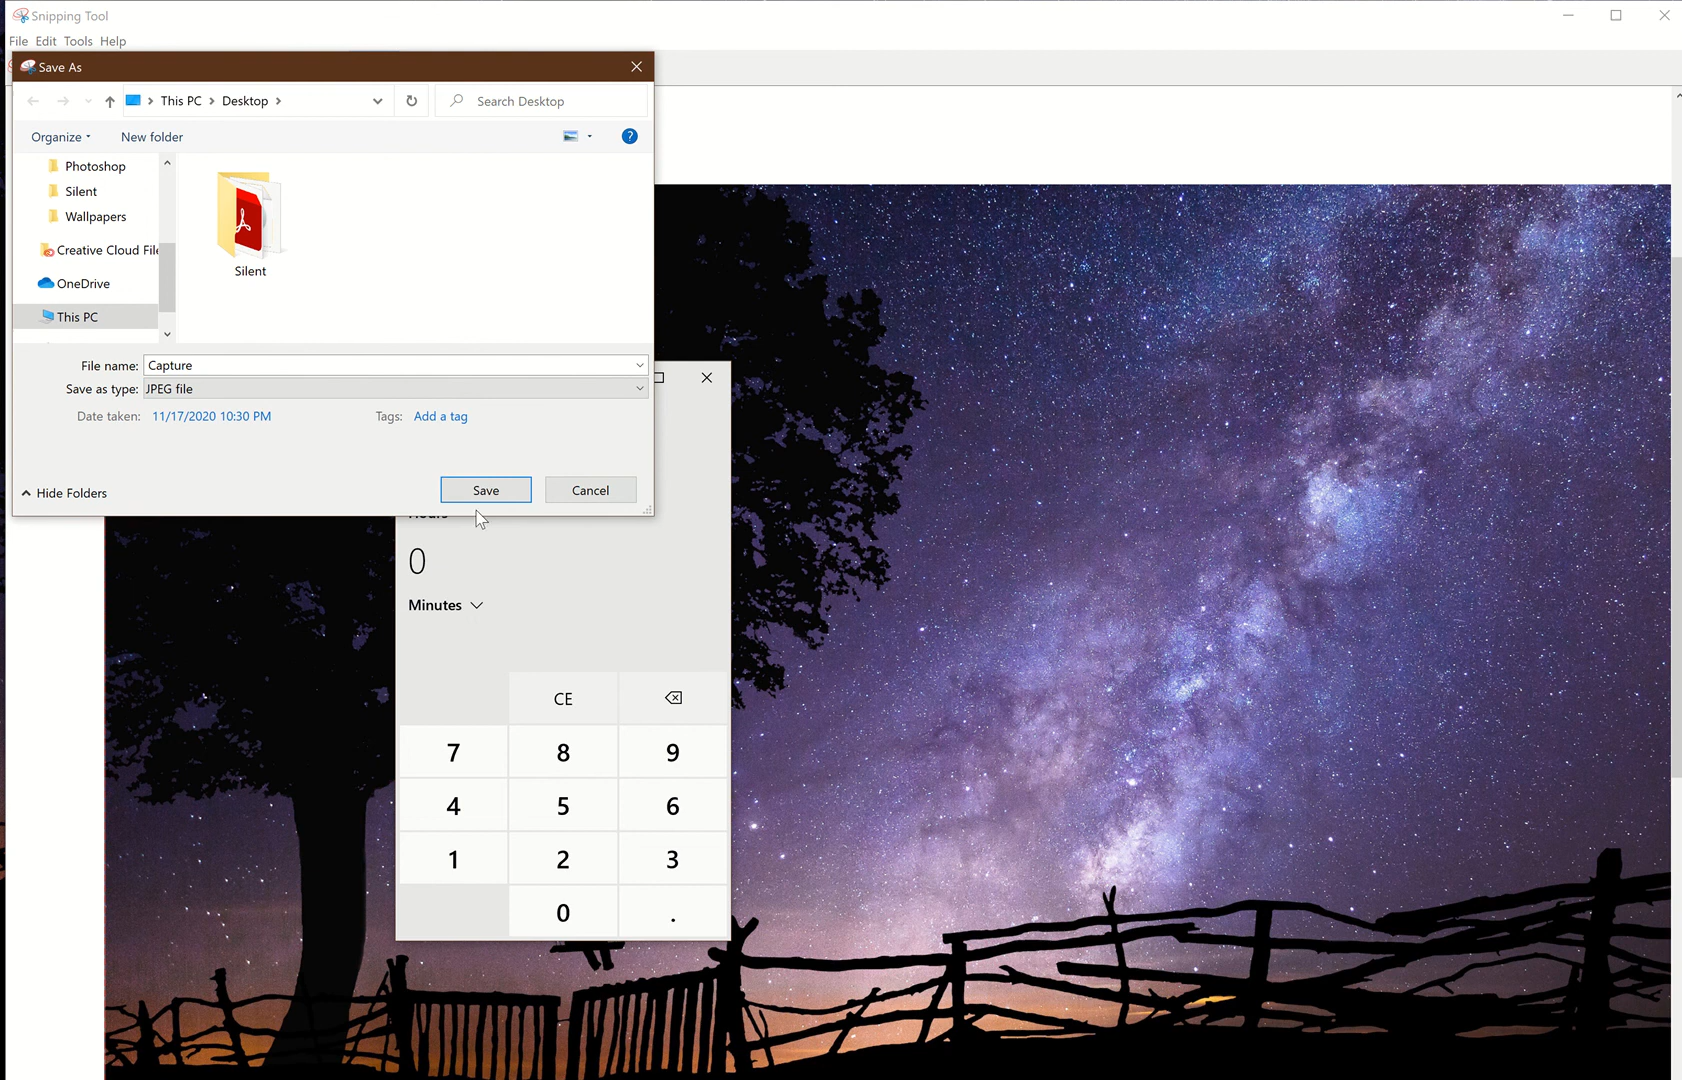 Snipping Tool
File Edit Tools Help
Save As
This PC Desktop
Search Desktop
Organize New folder
?
Photoshop
Silent
Wallpapers
Creative Cloud File
OneDrive
This PC
Silent
File name: Capture
Save as type: JPEG file
Date taken: 11/17/2020 10:30 PM Tags: Add a tag
Hide Folders Save Cancel
Hours
0
Minutes
CE
7 8 9
4 5 6
1 2 3
0 .